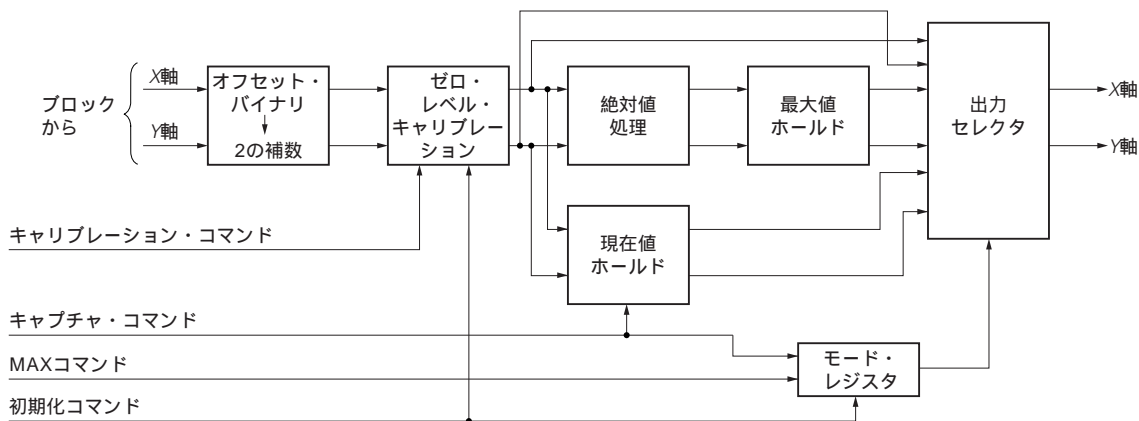 ブロック
から
X軸
Y軸
オフセット・
バイナリ
2の補数
ゼロ・
レベル・
キャリブレー
ション
絶対値
処理
最大値
ホールド
出力
セレクタ
X軸
Y軸
現在値
ホールド
キャリブレーション・コマンド
キャプチャ・コマンド
MAXコマンド
初期化コマンド
モード・
レジスタ